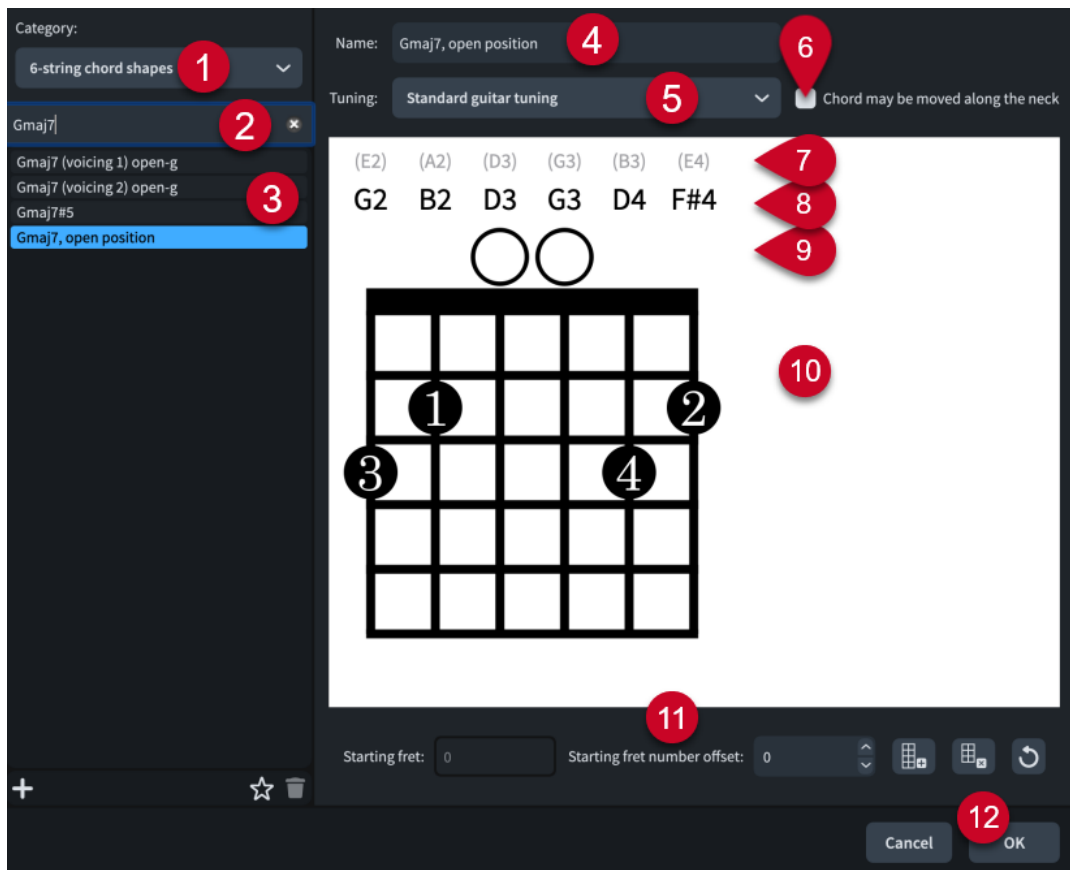 Category:
6-string chord shapes 1
Gmaj7 2
Gmaj7 (voicing 1) open-g
Gmaj7 (voicing 2) open-g
3
Gmaj7#5
Gmaj7, open position
Name: Gmaj7, open position 4
6
Tuning: Standard guitar tuning 5
Chord may be moved along the neck
(E2) (A2) (D3) (G3) (B3) (E4) 7
G2 B2 D3 G3 D4 F#4 8
9
10
1 2
3 4
11
Starting fret: 0 Starting fret number offset: 0
12
Cancel OK